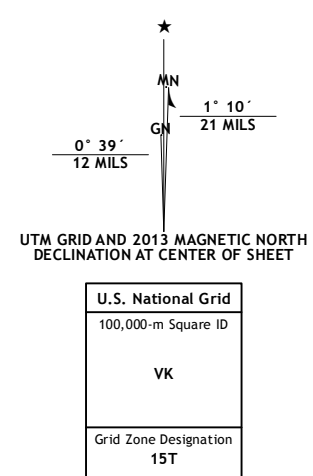 ★
MN
1° 10´
21 MILS
GN
0° 39´
12 MILS
UTM GRID AND 2013 MAGNETIC NORTH
DECLINATION AT CENTER OF SHEET
U.S. National Grid
100,000-m Square ID
VK
Grid Zone Designation
15T